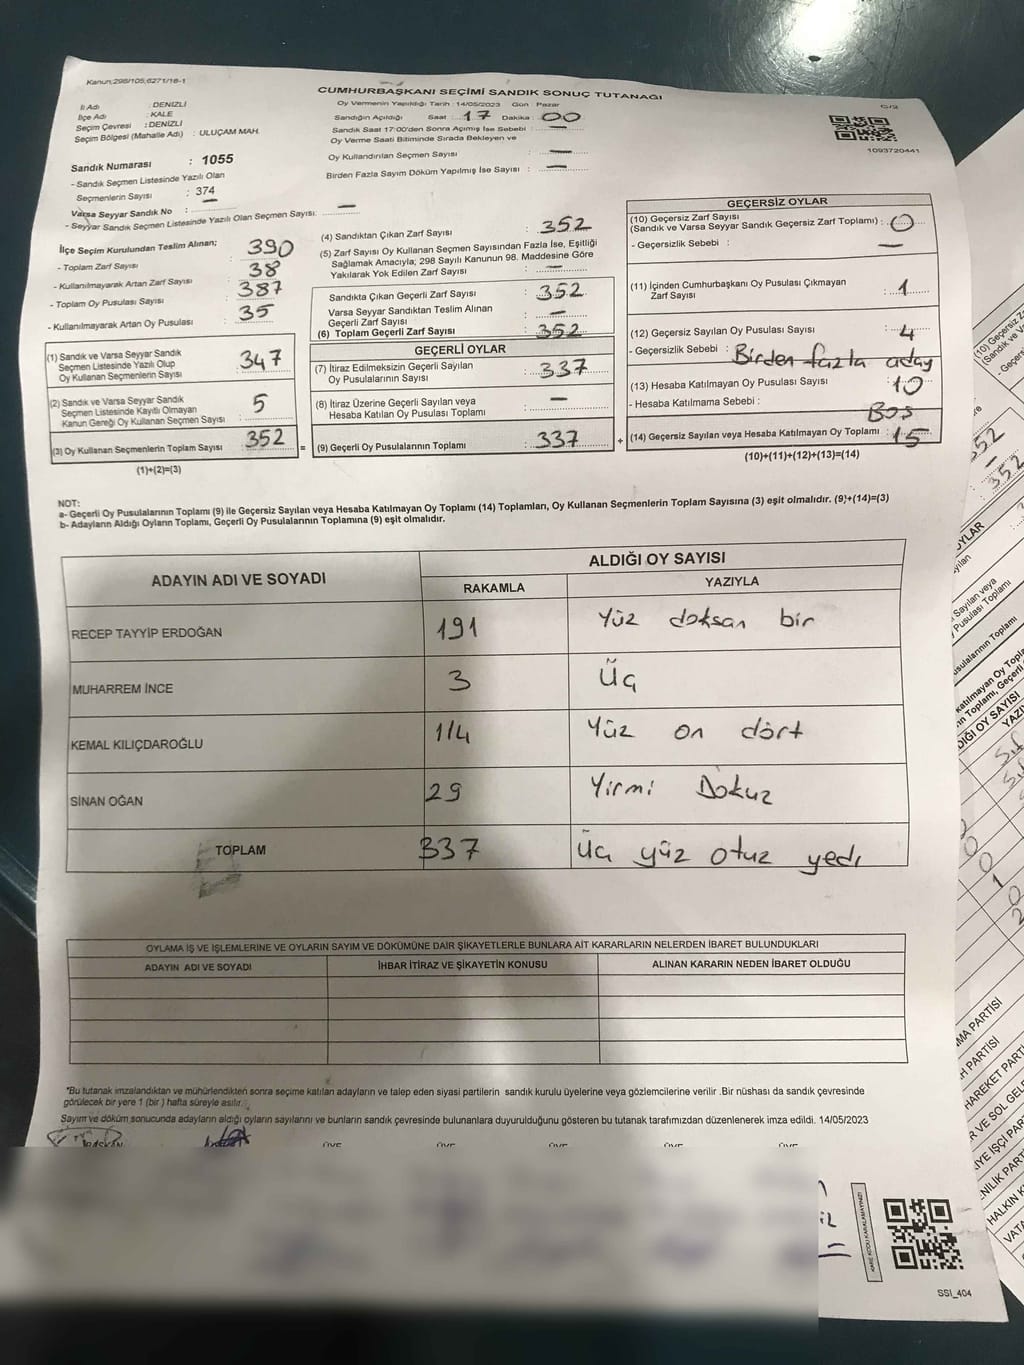 Kanun;298/105,6271/16-1
CUMHURBAŞKANI SEÇİMİ SANDIK SONUÇ TUTANAĞI
C/2
İl Adı : DENİZLİ
İlçe Adı : KALE
Seçim Çevresi : DENİZLİ
Seçim Bölgesi (Mahalle Adı) : ULUÇAM MAH.
Sandık Numarası : 1055
- Sandık Seçmen Listesinde Yazılı Olan
Seçmenlerin Sayısı : 374
Varsa Seyyar Sandık No : —
- Seyyar Sandık Seçmen Listesinde Yazılı Olan Seçmen Sayısı: —
Oy Vermenin Yapıldığı Tarih : 14/05/2023 Gün : Pazar
Sandığın Açıldığı Saat : 17 Dakika : 00
Sandık Saat 17:00'den Sonra Açılmış İse Sebebi : —
Oy Verme Saati Bitiminde Sırada Bekleyen ve
Oy Kullandırılan Seçmen Sayısı : —
Birden Fazla Sayım Döküm Yapılmış İse Sayısı : —
1093720441
İlçe Seçim Kurulundan Teslim Alınan;
- Toplam Zarf Sayısı : 390
- Kullanılmayarak Artan Zarf Sayısı : 38
- Toplam Oy Pusulası Sayısı : 387
- Kullanılmayarak Artan Oy Pusulası : 35
(1) Sandık ve Varsa Seyyar Sandık
Seçmen Listesinde Yazılı Olup
Oy Kullanan Seçmenlerin Sayısı : 347
(2) Sandık ve Varsa Seyyar Sandık
Seçmen Listesinde Kayıtlı Olmayan
Kanun Gereği Oy Kullanan Seçmen Sayısı : 5
(3) Oy Kullanan Seçmenlerin Toplam Sayısı : 352
(1)+(2)=(3)
(4) Sandıktan Çıkan Zarf Sayısı : 352
(5) Zarf Sayısı Oy Kullanan Seçmen Sayısından Fazla İse, Eşitliği
Sağlamak Amacıyla; 298 Sayılı Kanunun 98. Maddesine Göre
Yakılarak Yok Edilen Zarf Sayısı : —
Sandıkta Çıkan Geçerli Zarf Sayısı : 352
Varsa Seyyar Sandıktan Teslim Alınan
Geçerli Zarf Sayısı : —
(6) Toplam Geçerli Zarf Sayısı : 352
GEÇERLİ OYLAR
(7) İtiraz Edilmeksizin Geçerli Sayılan
Oy Pusulalarının Sayısı : 337
(8) İtiraz Üzerine Geçerli Sayılan veya
Hesaba Katılan Oy Pusulası Toplamı : —
= (9) Geçerli Oy Pusulalarının Toplamı : 337 +
GEÇERSİZ OYLAR
(10) Geçersiz Zarf Sayısı
(Sandık ve Varsa Seyyar Sandık Geçersiz Zarf Toplamı) : 0
- Geçersizlik Sebebi : —
(11) İçinden Cumhurbaşkanı Oy Pusulası Çıkmayan
Zarf Sayısı : 1
(12) Geçersiz Sayılan Oy Pusulası Sayısı : 4
- Geçersizlik Sebebi : Birden fazla aday
(13) Hesaba Katılmayan Oy Pusulası Sayısı : 10
- Hesaba Katılmama Sebebi : Boş
(14) Geçersiz Sayılan veya Hesaba Katılmayan Oy Toplamı : 15
(10)+(11)+(12)+(13)=(14)
NOT:
a- Geçerli Oy Pusulalarının Toplamı (9) ile Geçersiz Sayılan veya Hesaba Katılmayan Oy Toplamı (14) Toplamları, Oy Kullanan Seçmenlerin Toplam Sayısına (3) eşit olmalıdır. (9)+(14)=(3)
b- Adayların Aldığı Oyların Toplamı, Geçerli Oy Pusulalarının Toplamına (9) eşit olmalıdır.
ADAYIN ADI VE SOYADI
ALDIĞI OY SAYISI
RAKAMLA YAZIYLA
RECEP TAYYİP ERDOĞAN 191 Yüz doksan bir
MUHARREM İNCE 3 Üç
KEMAL KILIÇDAROĞLU 114 Yüz on dört
SİNAN OĞAN 29 Yirmi Dokuz
TOPLAM 337 Üç yüz otuz yedi
OYLAMA İŞ VE İŞLEMLERİNE VE OYLARIN SAYIM VE DÖKÜMÜNE DAİR ŞİKAYETLERLE BUNLARA AİT KARARLARIN NELERDEN İBARET BULUNDUKLARI
ADAYIN ADI VE SOYADI İHBAR İTİRAZ VE ŞİKAYETİN KONUSU ALINAN KARARIN NEDEN İBARET OLDUĞU
*Bu tutanak imzalandıktan ve mühürlendikten sonra seçime katılan adayların ve talep eden siyasi partilerin sandık kurulu üyelerine veya gözlemcilerine verilir .Bir nüshası da sandık çevresinde
görülecek bir yere 1 (bir ) hafta süreyle asılır.
Sayım ve döküm sonucunda adayların aldığı oyların sayılarını ve bunların sandık çevresinde bulunanlara duyurulduğunu gösteren bu tutanak tarafımızdan düzenlenerek imza edildi. 14/05/2023
BAŞKAN ÜYE ÜYE ÜYE ÜYE
KARE KODU KARALAMAYINIZ!
SSI_404